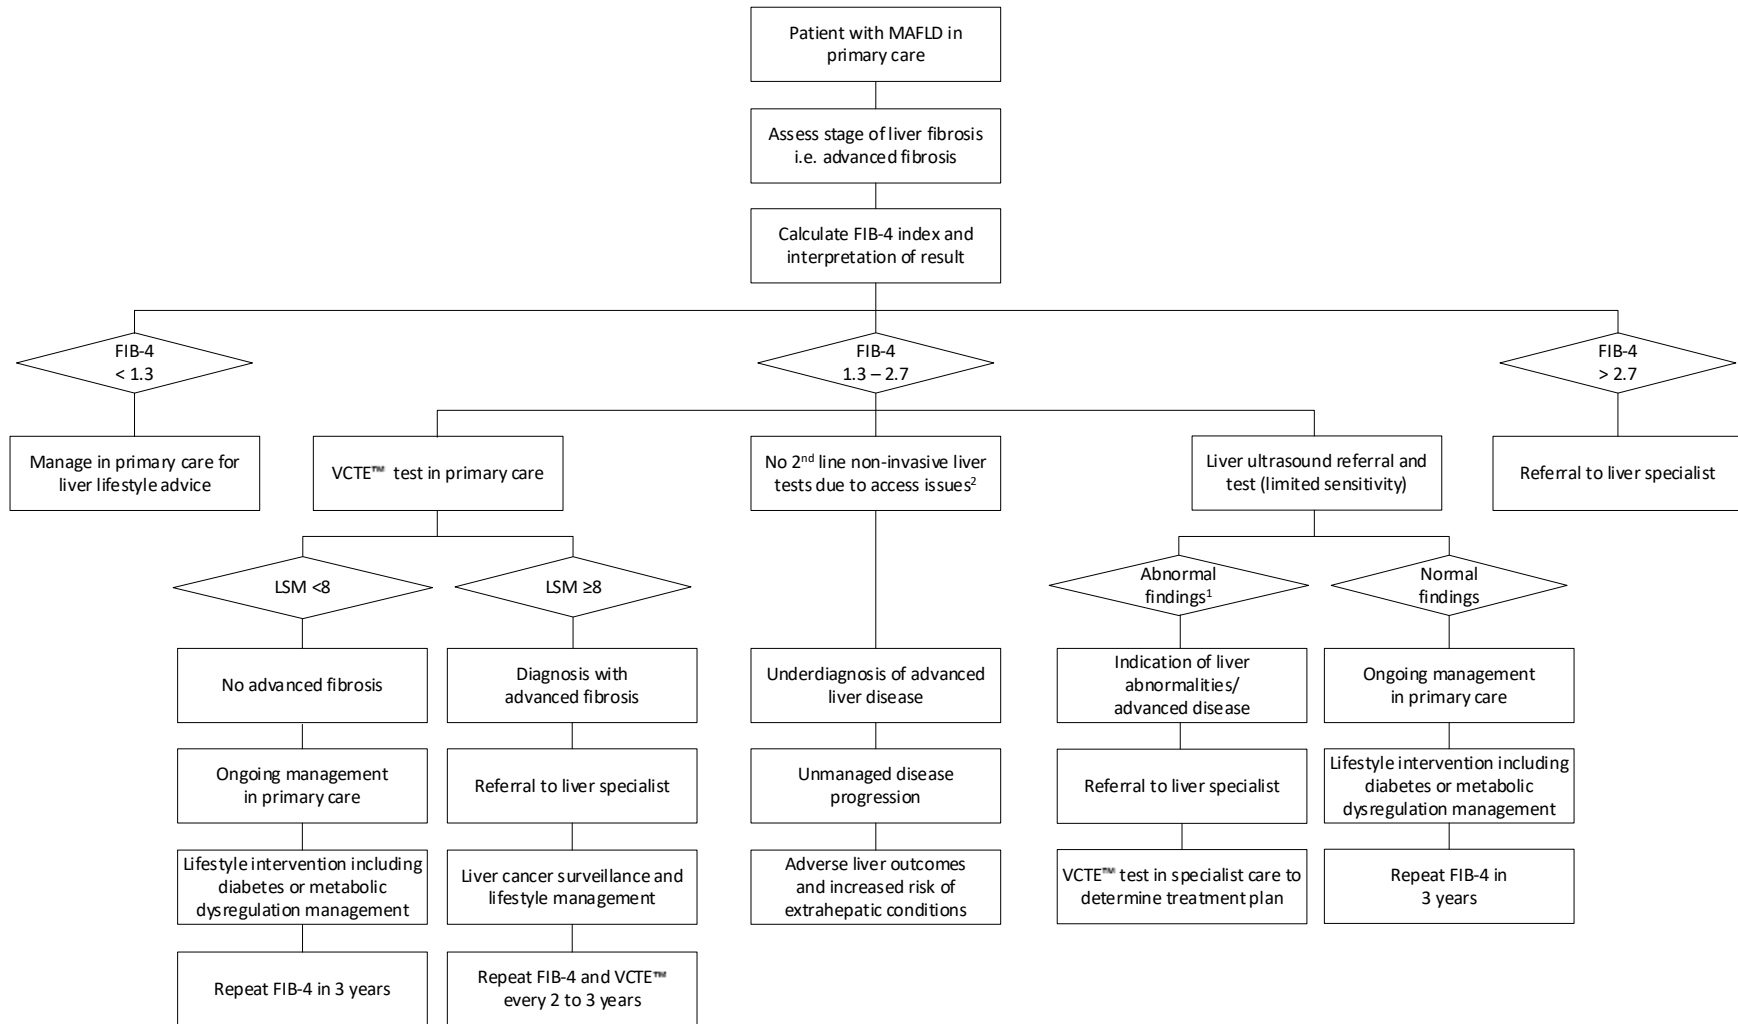 Patient with MAFLD in
primary care
Assess stage of liver fibrosis
i.e. advanced fibrosis
Calculate FIB-4 index and
interpretation of result
FIB-4
< 1.3
FIB-4
1.3 – 2.7
FIB-4
> 2.7
Manage in primary care for
liver lifestyle advice
VCTE™ test in primary care
No 2nd line non-invasive liver
tests due to access issues2
Liver ultrasound referral and
test (limited sensitivity)
Referral to liver specialist
LSM <8
LSM ≥8
Abnormal
findings1
Normal
findings
No advanced fibrosis
Diagnosis with
advanced fibrosis
Underdiagnosis of advanced
liver disease
Indication of liver
abnormalities/
advanced disease
Ongoing management
in primary care
Ongoing management
in primary care
Referral to liver specialist
Unmanaged disease
progression
Referral to liver specialist
Lifestyle intervention including
diabetes or metabolic
dysregulation management
Lifestyle intervention including
diabetes or metabolic
dysregulation management
Liver cancer surveillance and
lifestyle management
Adverse liver outcomes
and increased risk of
extrahepatic conditions
VCTE™ test in specialist care to
determine treatment plan
Repeat FIB-4 in
3 years
Repeat FIB-4 in 3 years
Repeat FIB-4 and VCTE™
every 2 to 3 years